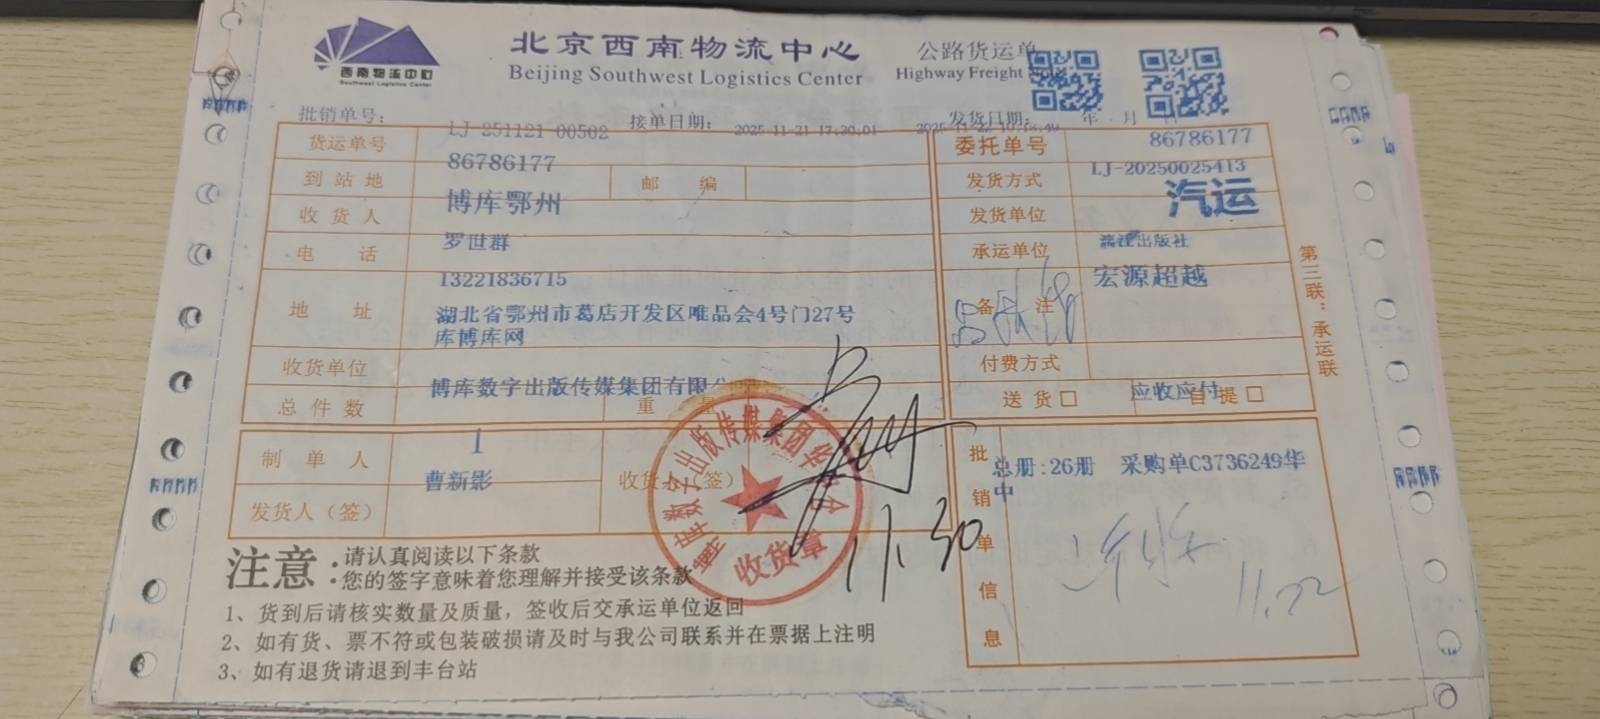 西南物流中心
Southwest Logistics Center
北京西南物流中心
Beijing Southwest Logistics Center
公路货运单
Highway Freight
批销单号:
LJ-251121-00502
接单日期:
2025-11-21 17:30:01
发货日期: 年 月
货运单号
86786177
委托单号
86786177
到站地
博库鄂州
邮编
发货方式
LJ-20250025413
汽运
收货人
罗世群
发货单位
电话
13221836715
承运单位
出版社
宏源超越
地址
湖北省鄂州市葛店开发区唯品会4号门27号
库博库网
备注
收货单位
博库数字出版传媒集团有限
付费方式
应收应付
总件数
1
重量
送货□
自提□
制单人
曹新影
收货人(签)
发货人(签)
批销单信息
总册:26册 采购单C3736249华
中
11.22
11.30
收货章
第三联:承运联
注意:
请认真阅读以下条款
您的签字意味着您理解并接受该条款
1、货到后请核实数量及质量，签收后交承运单位返回
2、如有货、票不符或包装破损请及时与我公司联系并在票据上注明
3、如有退货请退到丰台站